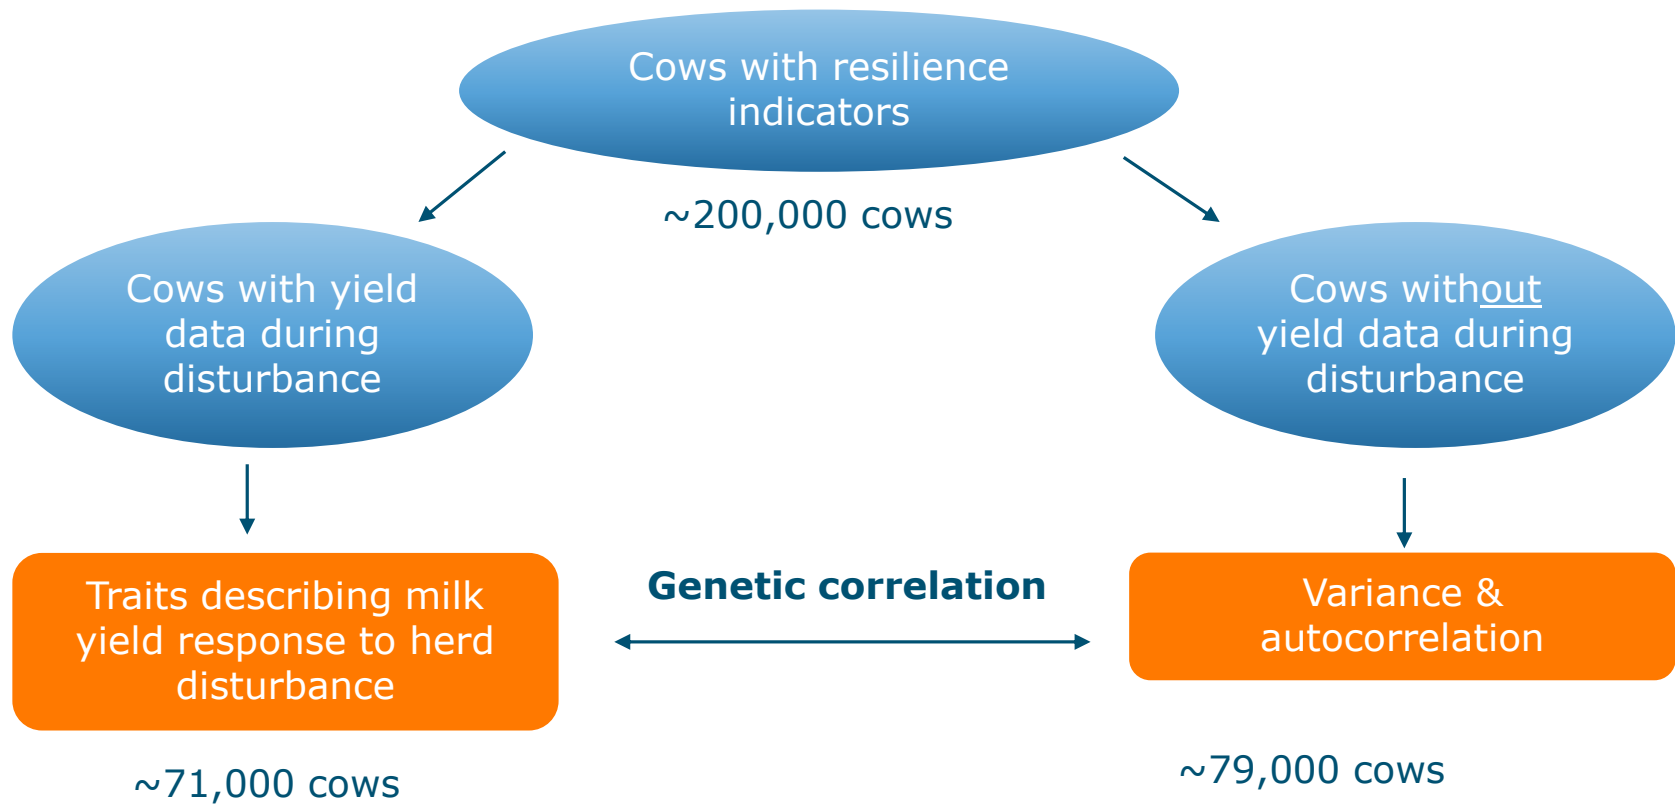 Cows with resilience
indicators
~200,000 cows
Cows with yield
data during
disturbance
Cows without
yield data during
disturbance
Traits describing milk
yield response to herd
disturbance
Genetic correlation
Variance &
autocorrelation
~71,000 cows
~79,000 cows